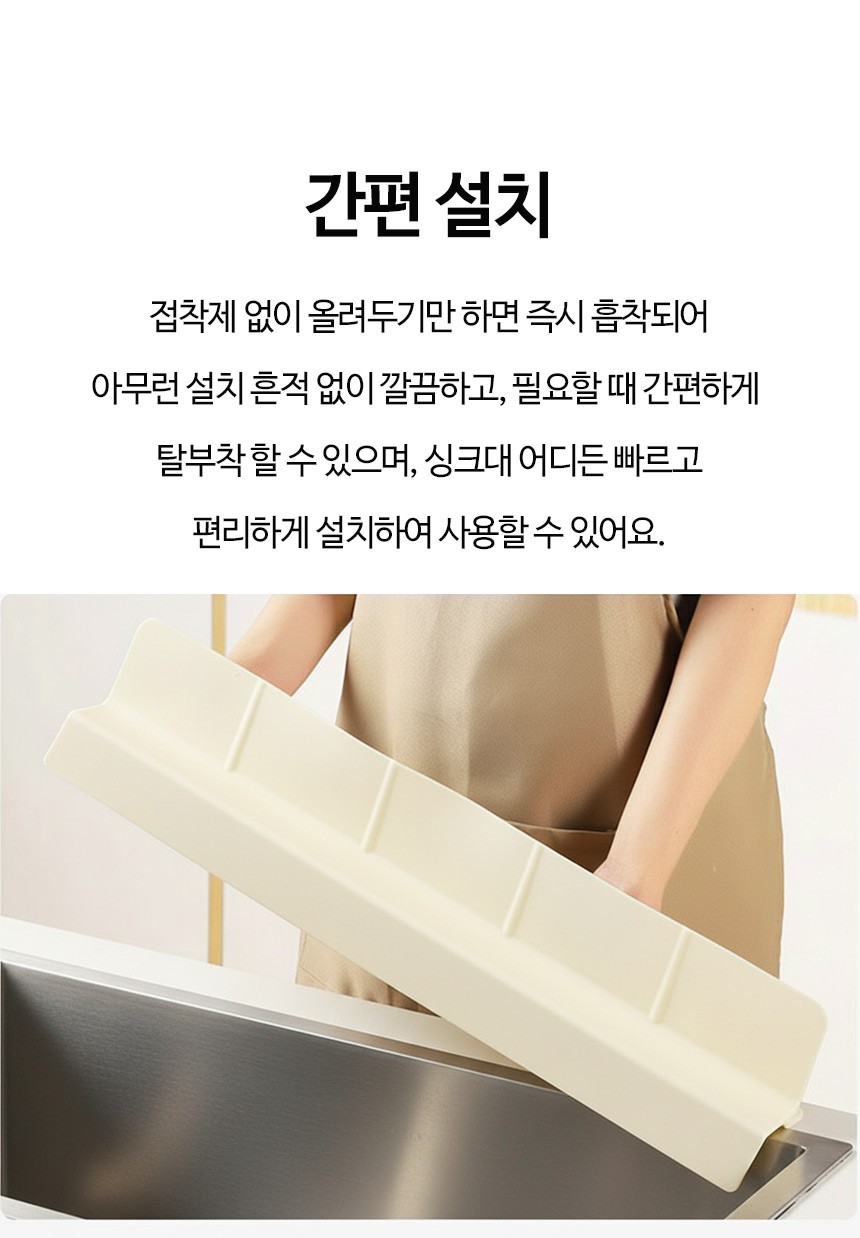 간편 설치
접착제 없이 올려두기만 하면 즉시 흡착되어
아무런 설치 흔적 없이 깔끔하고, 필요할 때 간편하게
탈부착 할 수 있으며, 싱크대 어디든 빠르고
편리하게 설치하여 사용할 수 있어요.